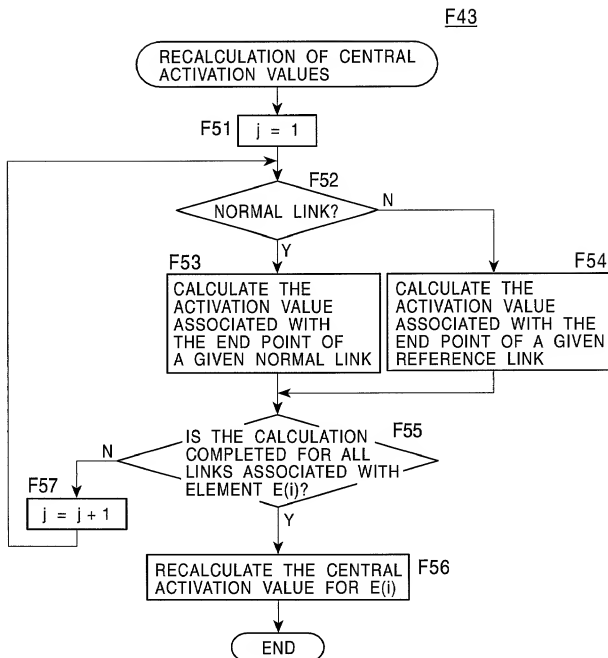 F43
RECALCULATION OF CENTRAL
ACTIVATION VALUES
F51
j = 1
F52
NORMAL LINK?
N
Y
F53
CALCULATE THE
ACTIVATION VALUE
ASSOCIATED WITH
THE END POINT OF
A GIVEN NORMAL LINK
F54
CALCULATE THE
ACTIVATION VALUE
ASSOCIATED WITH THE
END POINT OF A GIVEN
REFERENCE LINK
F55
IS THE CALCULATION
COMPLETED FOR ALL
LINKS ASSOCIATED WITH
ELEMENT E(i)?
N
F57
j = j + 1
Y
RECALCULATE THE CENTRAL
ACTIVATION VALUE FOR E(i)
F56
END